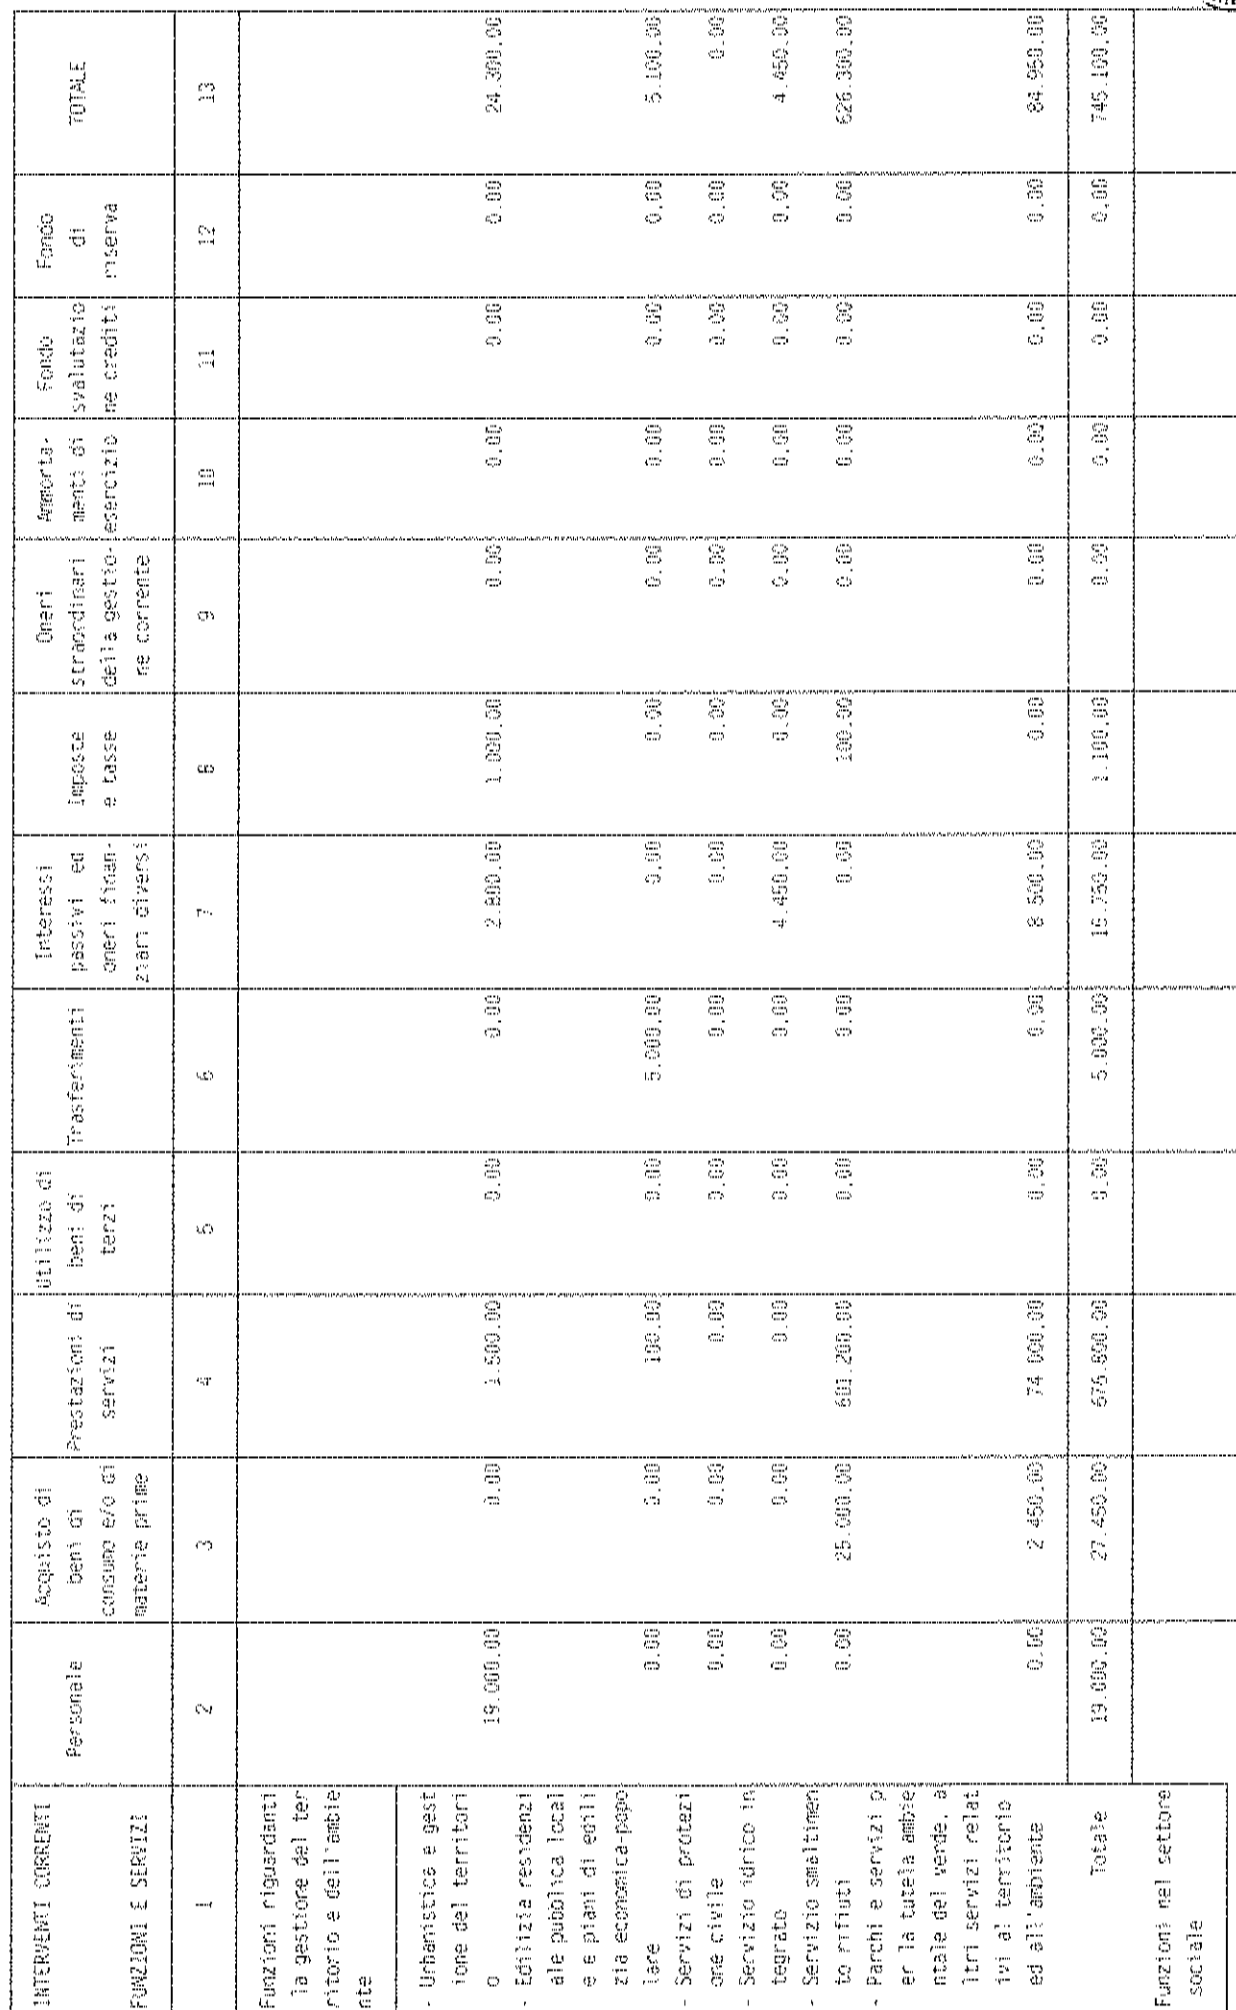 INTERVENTI CURRENTI
FUNZIONI E SERVIZI
Personale
Acquisto di
beni di
consumo e/o di
materie prime
Prestazioni di
servizi
Utilizzo di
beni di
terzi
Trasferimenti
Interessi
passivi ed
oneri finan-
ziari diversi
Imposte
e tasse
Oneri
straordinari
della gestio-
ne corrente
Ammorta-
menti di
esercizio
Fondo
svalutazio
ne crediti
Fondo
di
riserva
TOTALE
1 2 3 4 5 6 7 8 9 10 11 12 13
Funzioni riguardanti
la gestione del ter
ritorio e dell'ambie
nte
- Urbanistica e gest
ione del territori
o 19.000,00 0,00 1.500,00 0,00 0,00 2.800,00 1.000,00 0,00 0,00 0,00 0,00 24.300,00
- Edilizia residenzi
ale pubblica local
e e piani di edili
zia economica-popo
lare 0,00 0,00 100,00 0,00 5.000,00 0,00 0,00 0,00 0,00 0,00 0,00 5.100,00
- Servizi di protezi
one civile 0,00 0,00 0,00 0,00 0,00 0,00 0,00 0,00 0,00 0,00 0,00 0,00
- Servizio idrico in
tegrato 0,00 0,00 0,00 0,00 0,00 4.450,00 0,00 0,00 0,00 0,00 0,00 4.450,00
- Servizio smaltimen
to rifiuti 0,00 25.000,00 601.200,00 0,00 0,00 0,00 100,00 0,00 0,00 0,00 0,00 626.300,00
- Parchi e servizi p
er la tutela ambie
ntale del verde, a
ltri servizi relat
ivi al territorio
ed all'ambiente 0,00 2.450,00 74.000,00 0,00 0,00 8.500,00 0,00 0,00 0,00 0,00 0,00 84.950,00
Totale 19.000,00 27.450,00 676.800,00 0,00 5.000,00 15.750,00 1.100,00 0,00 0,00 0,00 0,00 745.100,00
Funzioni nel settore
sociale